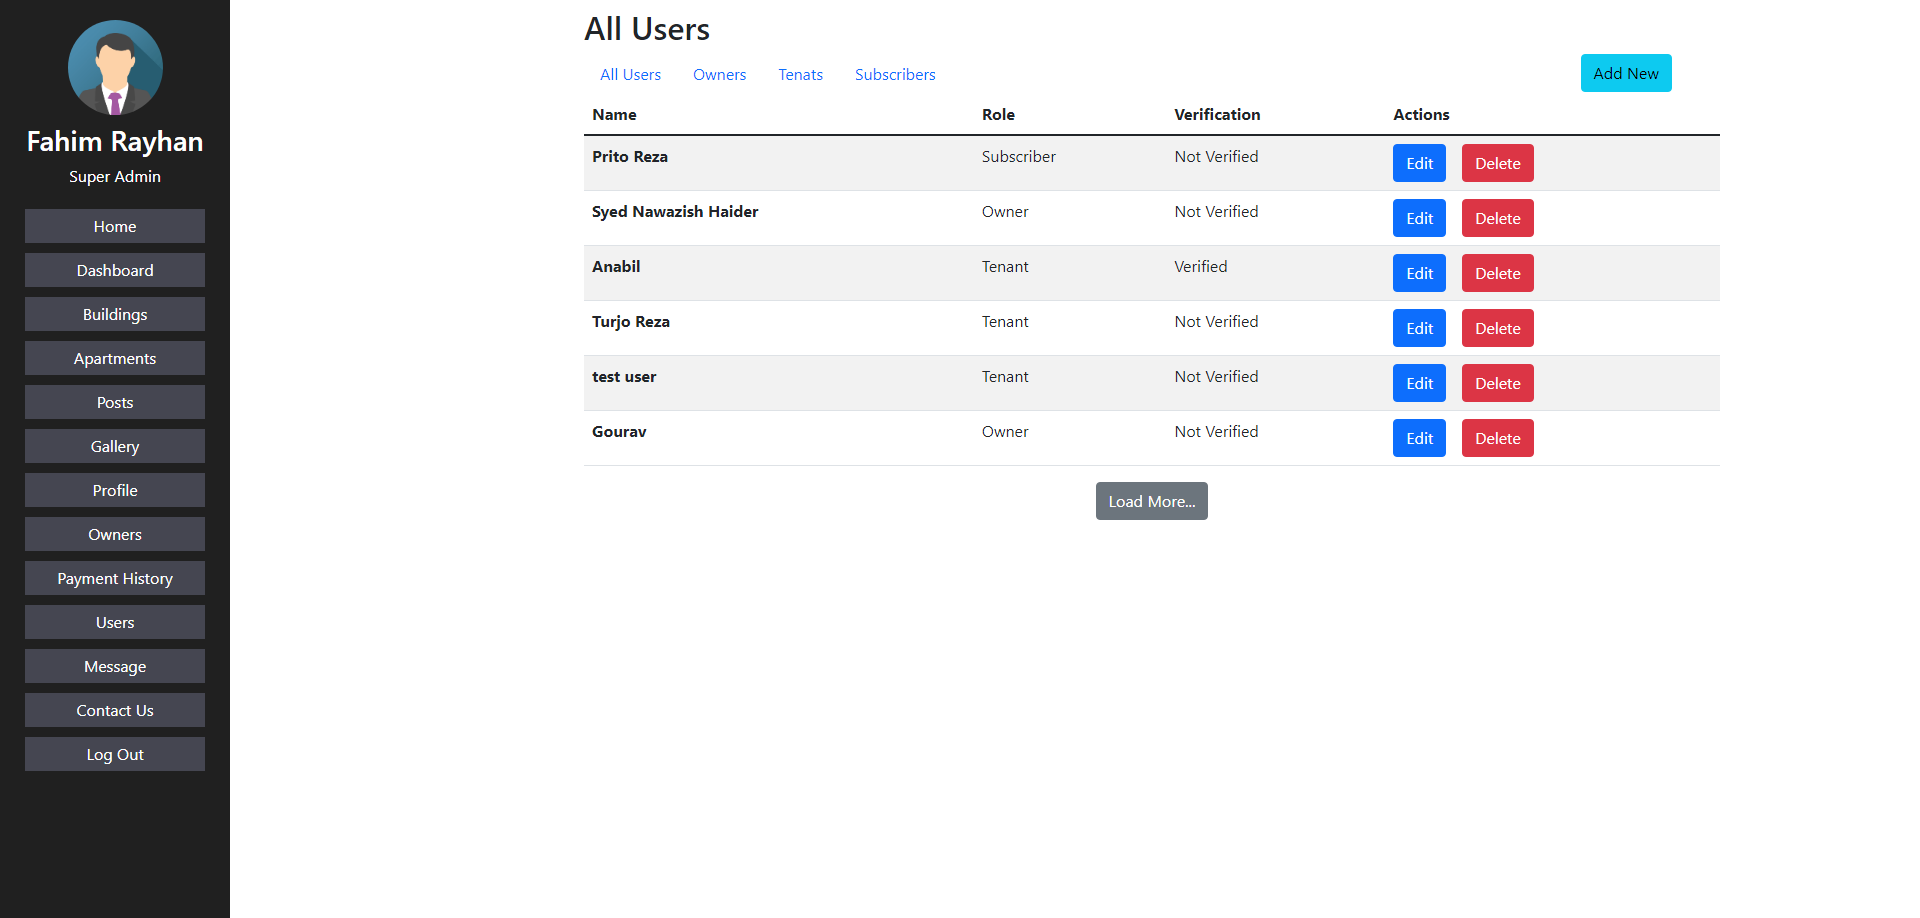 Fahim Rayhan
Super Admin
Home
Dashboard
Buildings
Apartments
Posts
Gallery
Profile
Owners
Payment History
Users
Message
Contact Us
Log Out
All Users
All Users Owners Tenats Subscribers Add New
Name Role Verification Actions
Prito Reza Subscriber Not Verified Edit Delete
Syed Nawazish Haider Owner Not Verified Edit Delete
Anabil Tenant Verified Edit Delete
Turjo Reza Tenant Not Verified Edit Delete
test user Tenant Not Verified Edit Delete
Gourav Owner Not Verified Edit Delete
Load More...